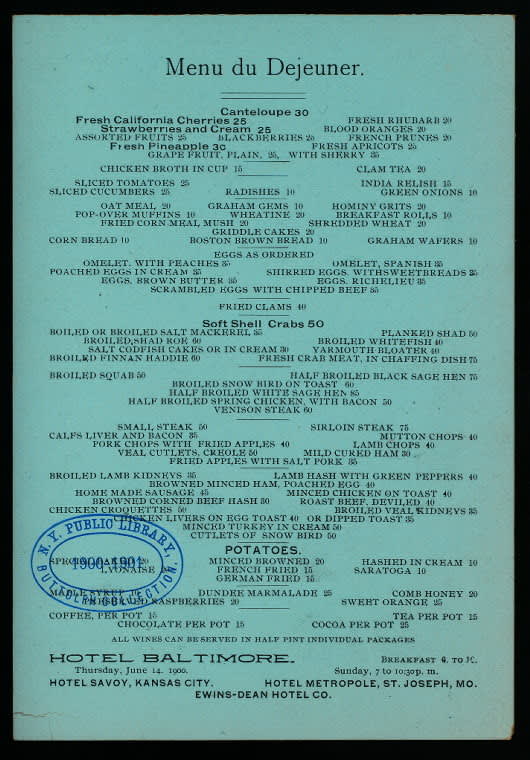 Menu du Dejeuner.
Canteloupe 30
Fresh California Cherries 25 FRESH RHUBARB 20
Strawberries and Cream 25 BLOOD ORANGES 20
ASSORTED FRUITS 25 BLACKBERRIES 25 FRENCH PRUNES 20
Fresh Pineapple 30 FRESH APRICOTS 25
GRAPE FRUIT, PLAIN, 25, WITH SHERRY 35
CHICKEN BROTH IN CUP 15 CLAM TEA 20
SLICED TOMATOES 25 INDIA RELISH 15
SLICED CUCUMBERS 25 RADISHES 10 GREEN ONIONS 10
OAT MEAL 20 GRAHAM GEMS 10 HOMINY GRITS 20
POP-OVER MUFFINS 10 WHEATINE 20 BREAKFAST ROLLS 10
FRIED CORN MEAL MUSH 20 SHREDDED WHEAT 20
GRIDDLE CAKES 20
CORN BREAD 10 BOSTON BROWN BREAD 10 GRAHAM WAFERS 10
EGGS AS ORDERED
OMELET, WITH PEACHES 35 OMELET, SPANISH 35
POACHED EGGS IN CREAM 35 SHIRRED EGGS, WITHSWEETBREADS 35
EGGS, BROWN BUTTER 35 EGGS, RICHELIEU 35
SCRAMBLED EGGS WITH CHIPPED BEEF 35
FRIED CLAMS 40
Soft Shell Crabs 50
BOILED OR BROILED SALT MACKEREL 35 PLANKED SHAD 50
BROILED SHAD ROE 60 BROILED WHITEFISH 40
SALT CODFISH CAKES OR IN CREAM 30 YARMOUTH BLOATER 40
BROILED FINNAN HADDIE 60 FRESH CRAB MEAT, IN CHAFFING DISH 75
BROILED SQUAB 50 HALF BROILED BLACK SAGE HEN 75
BROILED SNOW BIRD ON TOAST 60
HALF BROILED WHITE SAGE HEN 85
HALF BROILED SPRING CHICKEN, WITH BACON 50
VENISON STEAK 60
SMALL STEAK 50 SIRLOIN STEAK 75
CALFS LIVER AND BACON 35 MUTTON CHOPS 40
PORK CHOPS WITH FRIED APPLES 40 LAMB CHOPS 40
VEAL CUTLETS, CREOLE 50 MILD CURED HAM 30
FRIED APPLES WITH SALT PORK 35
BROILED LAMB KIDNEYS 35 LAMB HASH WITH GREEN PEPPERS 40
BROWNED MINCED HAM, POACHED EGG 40
HOME MADE SAUSAGE 45 MINCED CHICKEN ON TOAST 40
BROWNED CORNED BEEF HASH 30 ROAST BEEF, DEVILED 40
CHICKEN CROQUETTES 50 BROILED VEAL KIDNEYS 35
CHICKEN LIVERS ON EGG TOAST 40 OR DIPPED TOAST 35
MINCED TURKEY IN CREAM 50
CUTLETS OF SNOW BIRD 50
POTATOES.
BAKED 20 MINCED BROWNED 20 HASHED IN CREAM 10
LYONAISE FRENCH FRIED 15 SARATOGA 10
GERMAN FRIED 15
MAPLE SYRUP 10 DUNDEE MARMALADE 25 COMB HONEY 20
PRESERVED RASPBERRIES 20 SWEET ORANGE 25
COFFEE, PER POT 15 TEA PER POT 15
CHOCOLATE PER POT 15 COCOA PER POT 25
ALL WINES CAN BE SERVED IN HALF PINT INDIVIDUAL PACKAGES
HOTEL BALTIMORE. BREAKFAST 6. TO
Thursday, June 14, 1900. Sunday, 7 to 10:30p. m.
HOTEL SAVOY, KANSAS CITY. HOTEL METROPOLE, ST. JOSEPH, MO.
EWINS-DEAN HOTEL CO.
N.Y. PUBLIC LIBRARY,
1900-1901
BUTTOLPH COLLECTION.